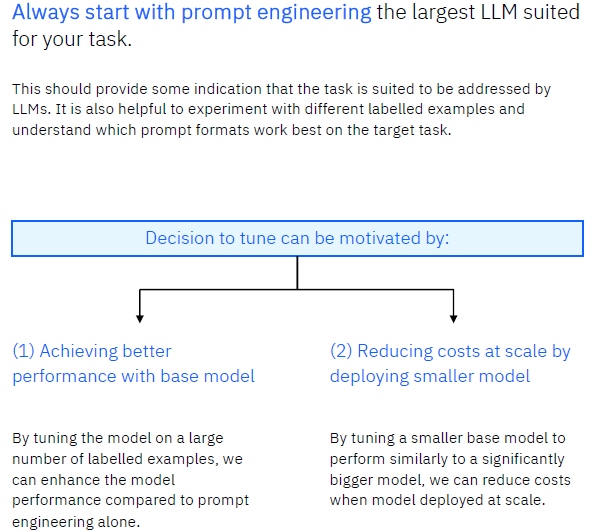 Always start with prompt engineering the largest LLM suited
for your task.
This should provide some indication that the task is suited to be addressed by
LLMs. It is also helpful to experiment with different labelled examples and
understand which prompt formats work best on the target task.
Decision to tune can be motivated by:
(1) Achieving better
performance with base model
By tuning the model on a large
number of labelled examples, we
can enhance the model
performance compared to prompt
engineering alone.
(2) Reducing costs at scale by
deploying smaller model
By tuning a smaller base model to
perform similarly to a significantly
bigger model, we can reduce costs
when model deployed at scale.